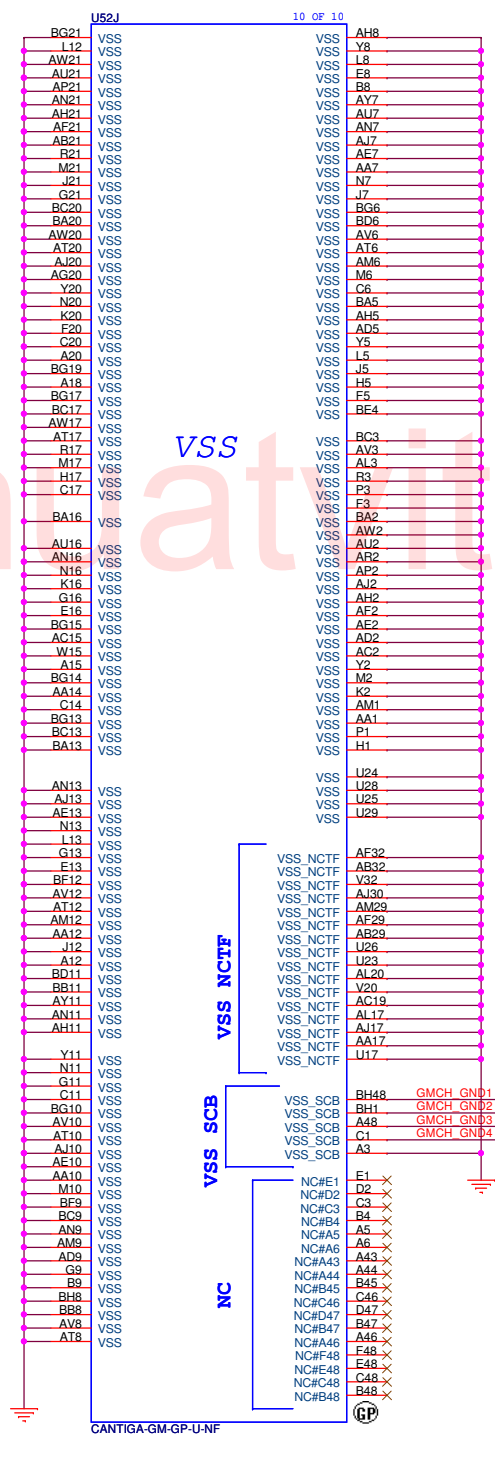 U52J
10 OF 10
BG21 VSS
L12 VSS
AW21 VSS
AU21 VSS
AP21 VSS
AN21 VSS
AH21 VSS
AF21 VSS
AB21 VSS
R21 VSS
M21 VSS
J21 VSS
G21 VSS
BC20 VSS
BA20 VSS
AW20 VSS
AT20 VSS
AJ20 VSS
AG20 VSS
Y20 VSS
N20 VSS
K20 VSS
F20 VSS
C20 VSS
A20 VSS
BG19 VSS
A18 VSS
BG17 VSS
BC17 VSS
AW17 VSS
AT17 VSS
R17 VSS
M17 VSS
H17 VSS
C17 VSS
BA16 VSS
AU16 VSS
AN16 VSS
N16 VSS
K16 VSS
G16 VSS
E16 VSS
BG15 VSS
AC15 VSS
W15 VSS
A15 VSS
BG14 VSS
AA14 VSS
C14 VSS
BG13 VSS
BC13 VSS
BA13 VSS
AN13 VSS
AJ13 VSS
AE13 VSS
N13 VSS
L13 VSS
G13 VSS
E13 VSS
BF12 VSS
AV12 VSS
AT12 VSS
AM12 VSS
AA12 VSS
J12 VSS
A12 VSS
BD11 VSS
BB11 VSS
AY11 VSS
AN11 VSS
AH11 VSS
Y11 VSS
N11 VSS
G11 VSS
C11 VSS
BG10 VSS
AV10 VSS
AT10 VSS
AJ10 VSS
AE10 VSS
AA10 VSS
M10 VSS
BF9 VSS
BC9 VSS
AN9 VSS
AM9 VSS
AD9 VSS
G9 VSS
B9 VSS
BH8 VSS
BB8 VSS
AV8 VSS
AT8 VSS
VSS
VSS NCTF
VSS SCB
NC
VSS AH8
VSS Y8
VSS L8
VSS E8
VSS B8
VSS AY7
VSS AU7
VSS AN7
VSS AJ7
VSS AE7
VSS AA7
VSS N7
VSS J7
VSS BG6
VSS BD6
VSS AV6
VSS AT6
VSS AM6
VSS M6
VSS C6
VSS BA5
VSS AH5
VSS AD5
VSS Y5
VSS L5
VSS J5
VSS H5
VSS F5
VSS BE4
VSS BC3
VSS AV3
VSS AL3
VSS R3
VSS P3
VSS F3
VSS BA2
VSS AW2
VSS AU2
VSS AR2
VSS AP2
VSS AJ2
VSS AH2
VSS AF2
VSS AE2
VSS AD2
VSS AC2
VSS Y2
VSS M2
VSS K2
VSS AM1
VSS AA1
VSS P1
VSS H1
VSS U24
VSS U28
VSS U25
VSS U29
VSS_NCTF AF32
VSS_NCTF AB32
VSS_NCTF V32
VSS_NCTF AJ30
VSS_NCTF AM29
VSS_NCTF AF29
VSS_NCTF AB29
VSS_NCTF U26
VSS_NCTF U23
VSS_NCTF AL20
VSS_NCTF V20
VSS_NCTF AC19
VSS_NCTF AL17
VSS_NCTF AJ17
VSS_NCTF AA17
VSS_NCTF U17
VSS_SCB BH48 GMCH_GND1
VSS_SCB BH1 GMCH_GND2
VSS_SCB A48 GMCH_GND3
VSS_SCB C1 GMCH_GND4
VSS_SCB A3
NC#E1 E1
NC#D2 D2
NC#C3 C3
NC#B4 B4
NC#A5 A5
NC#A6 A6
NC#A43 A43
NC#A44 A44
NC#B45 B45
NC#C46 C46
NC#D47 D47
NC#B47 B47
NC#A46 A46
NC#F48 F48
NC#E48 E48
NC#C48 C48
NC#B48 B48
GP
CANTIGA-GM-GP-U-NF